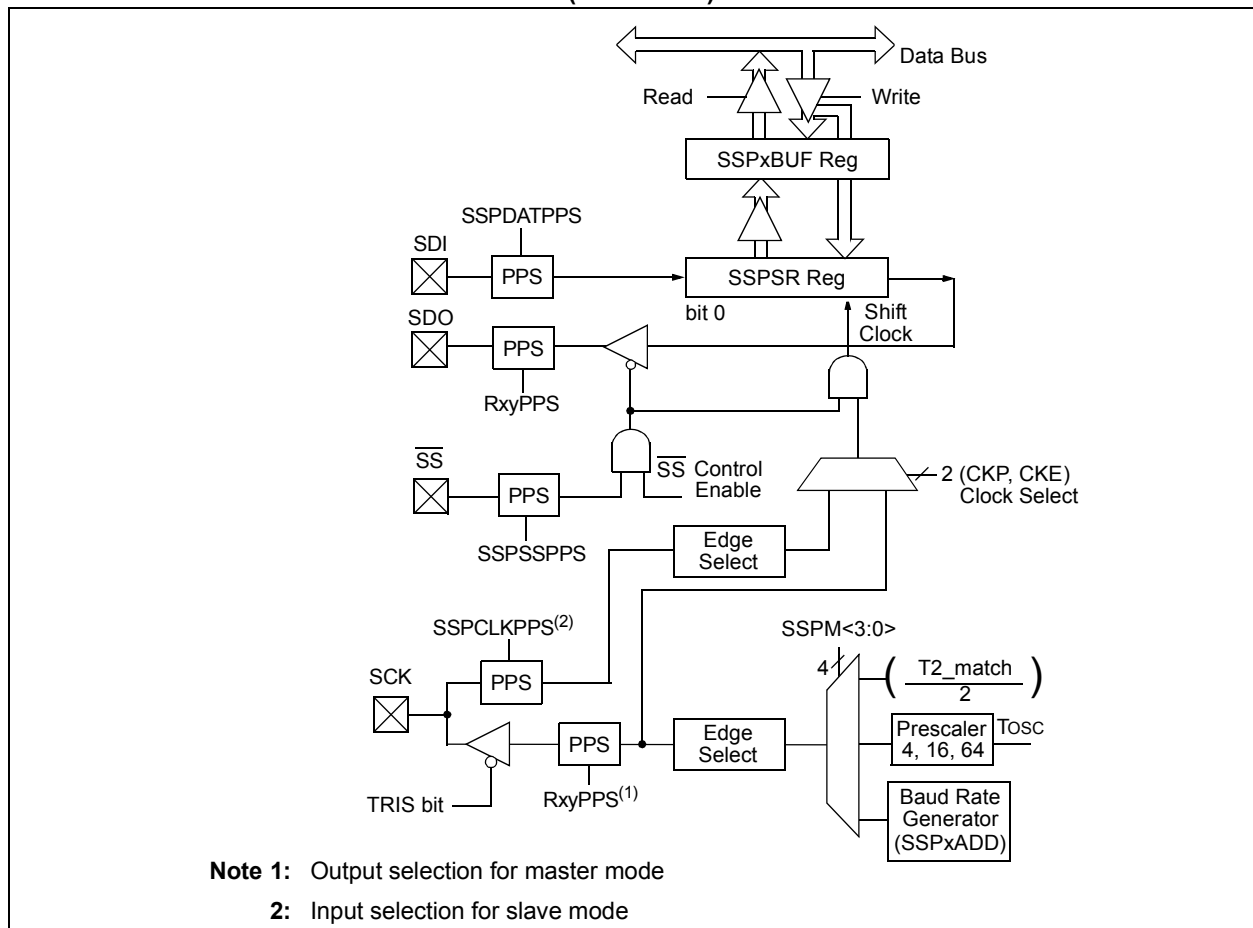 Data Bus
Read
Write
SSPxBUF Reg
SSPDATPPS
SDI
PPS
SSPSR Reg
bit 0
Shift
Clock
SDO
PPS
RxyPPS
SS
PPS
SS Control
Enable
2 (CKP, CKE)
Clock Select
SSPSSPPS
Edge
Select
SSPCLKPPS(2)
SSPM<3:0>
4
SCK
PPS
( T2_match
2 )
PPS
Edge
Select
Prescaler
4, 16, 64
TOSC
TRIS bit
RxyPPS(1)
Baud Rate
Generator
(SSPxADD)
Note 1: Output selection for master mode
2: Input selection for slave mode